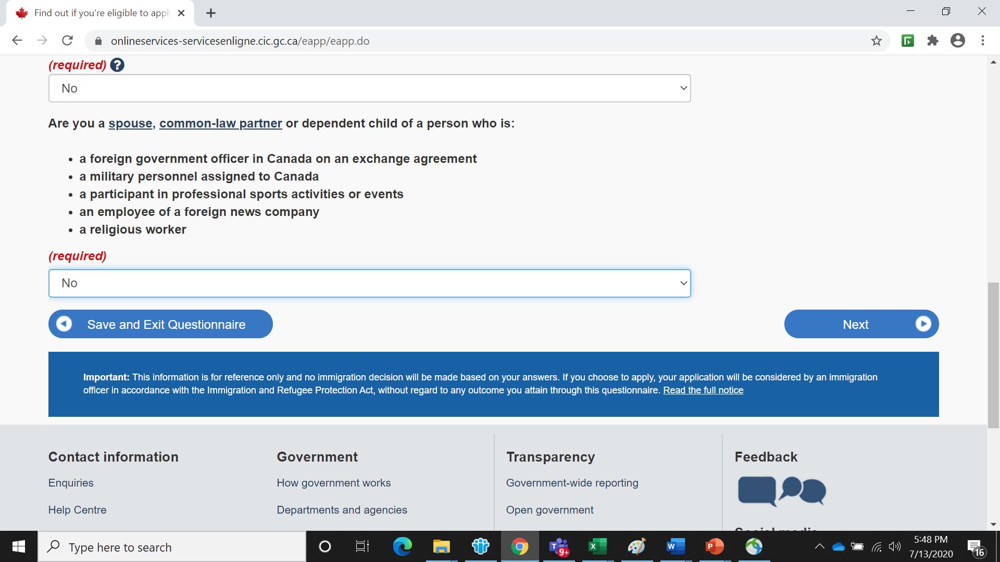 Find out if you're eligible to appl
onlineservices-servicesenligne.cic.gc.ca/eapp/eapp.do
(required) ?
No
Are you a spouse, common-law partner or dependent child of a person who is:
• a foreign government officer in Canada on an exchange agreement
• a military personnel assigned to Canada
• a participant in professional sports activities or events
• an employee of a foreign news company
• a religious worker
(required)
No
Save and Exit Questionnaire
Next
Important: This information is for reference only and no immigration decision will be made based on your answers. If you choose to apply, your application will be considered by an immigration
officer in accordance with the Immigration and Refugee Protection Act, without regard to any outcome you attain through this questionnaire. Read the full notice
Contact information
Government
Transparency
Feedback
Enquiries
How government works
Government-wide reporting
Help Centre
Departments and agencies
Open government
Social media
Type here to search
T
9+
X
W
P
5:48 PM
7/13/2020
16